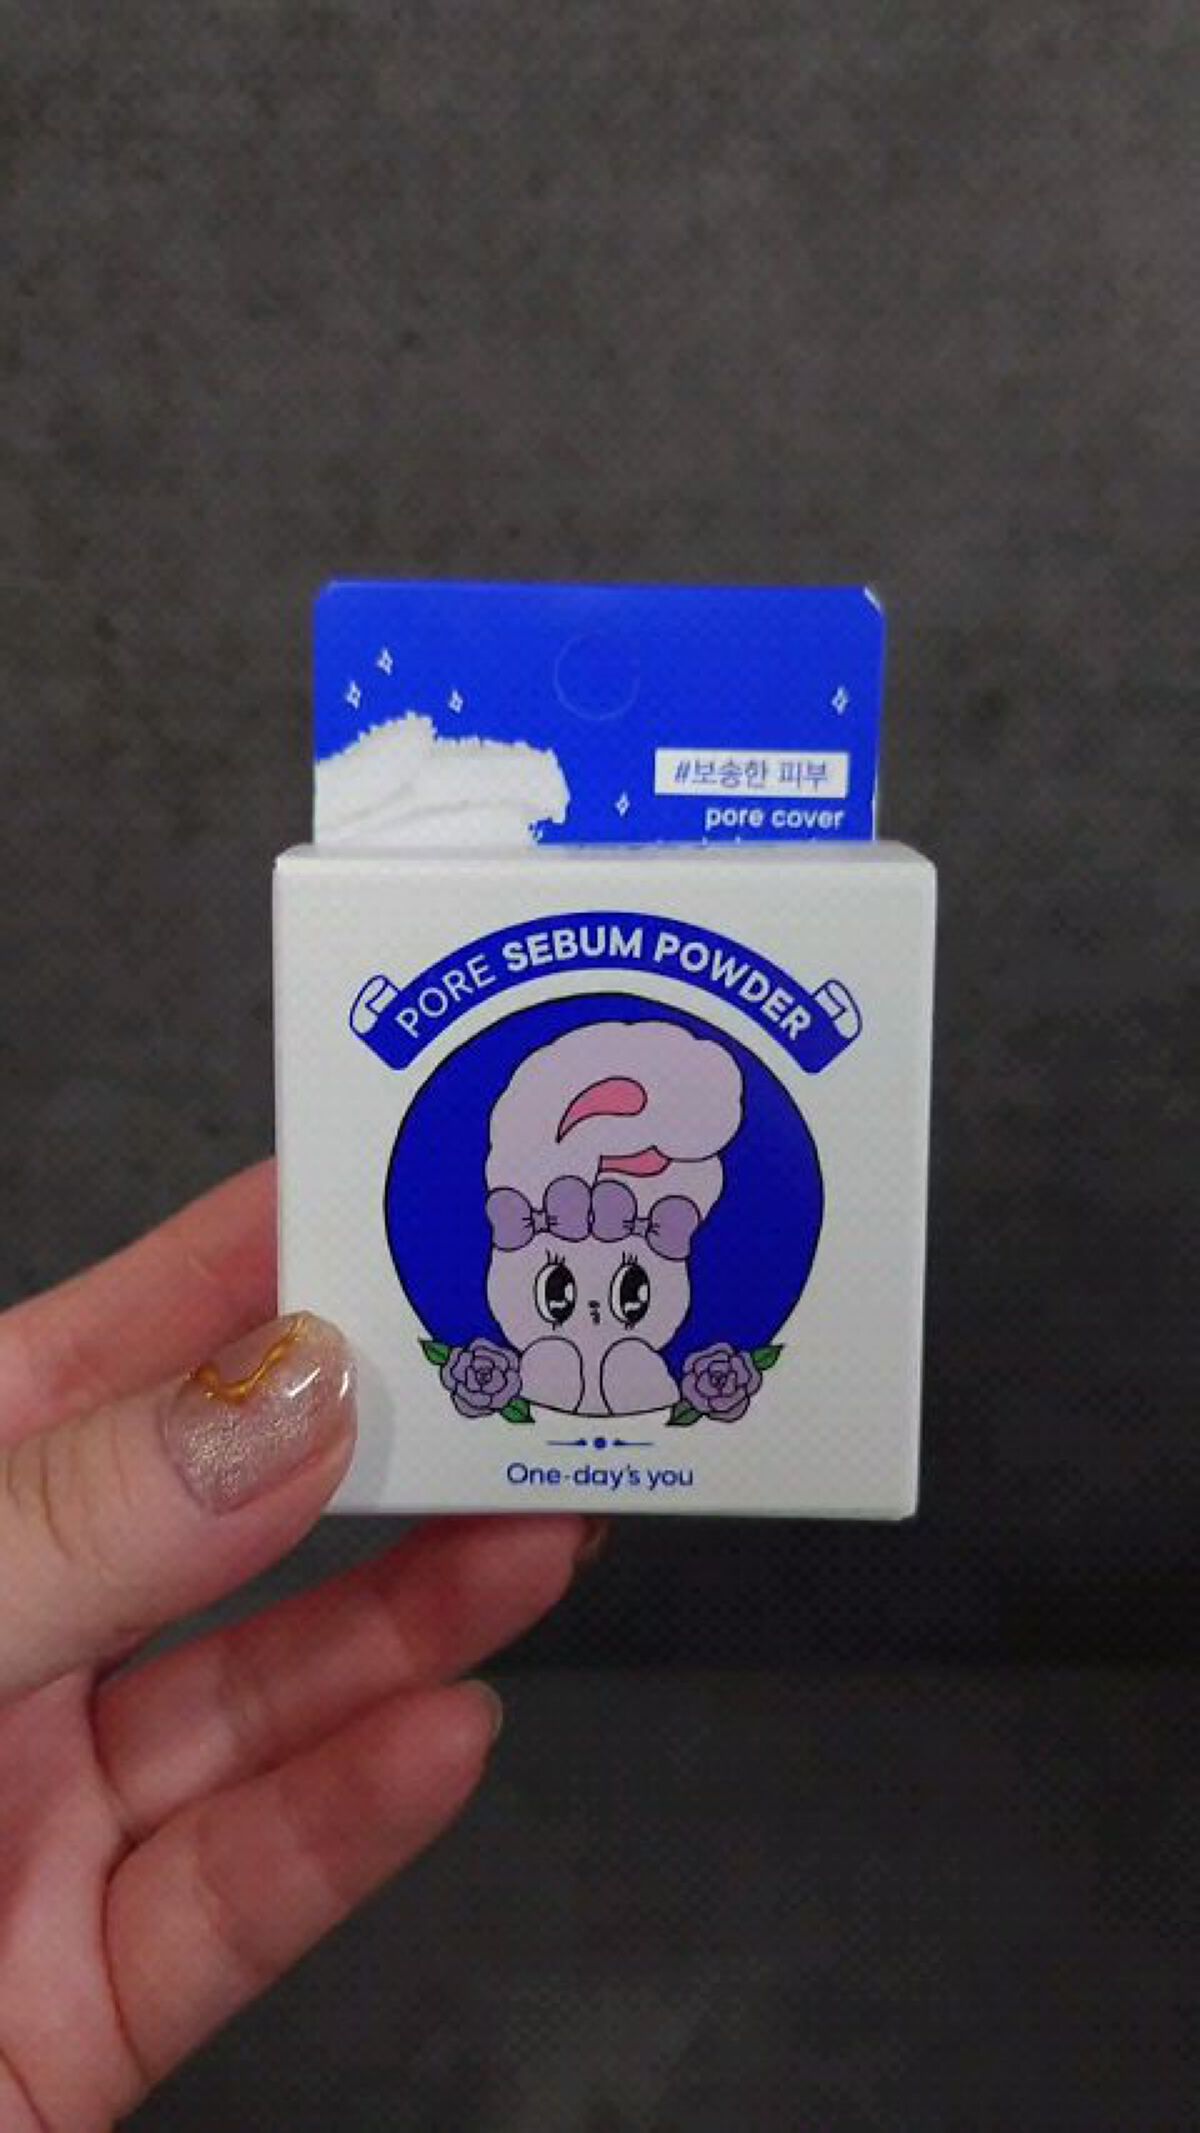 #보송한 피부
pore cover
PORE SEBUM POWDER
One-day's you